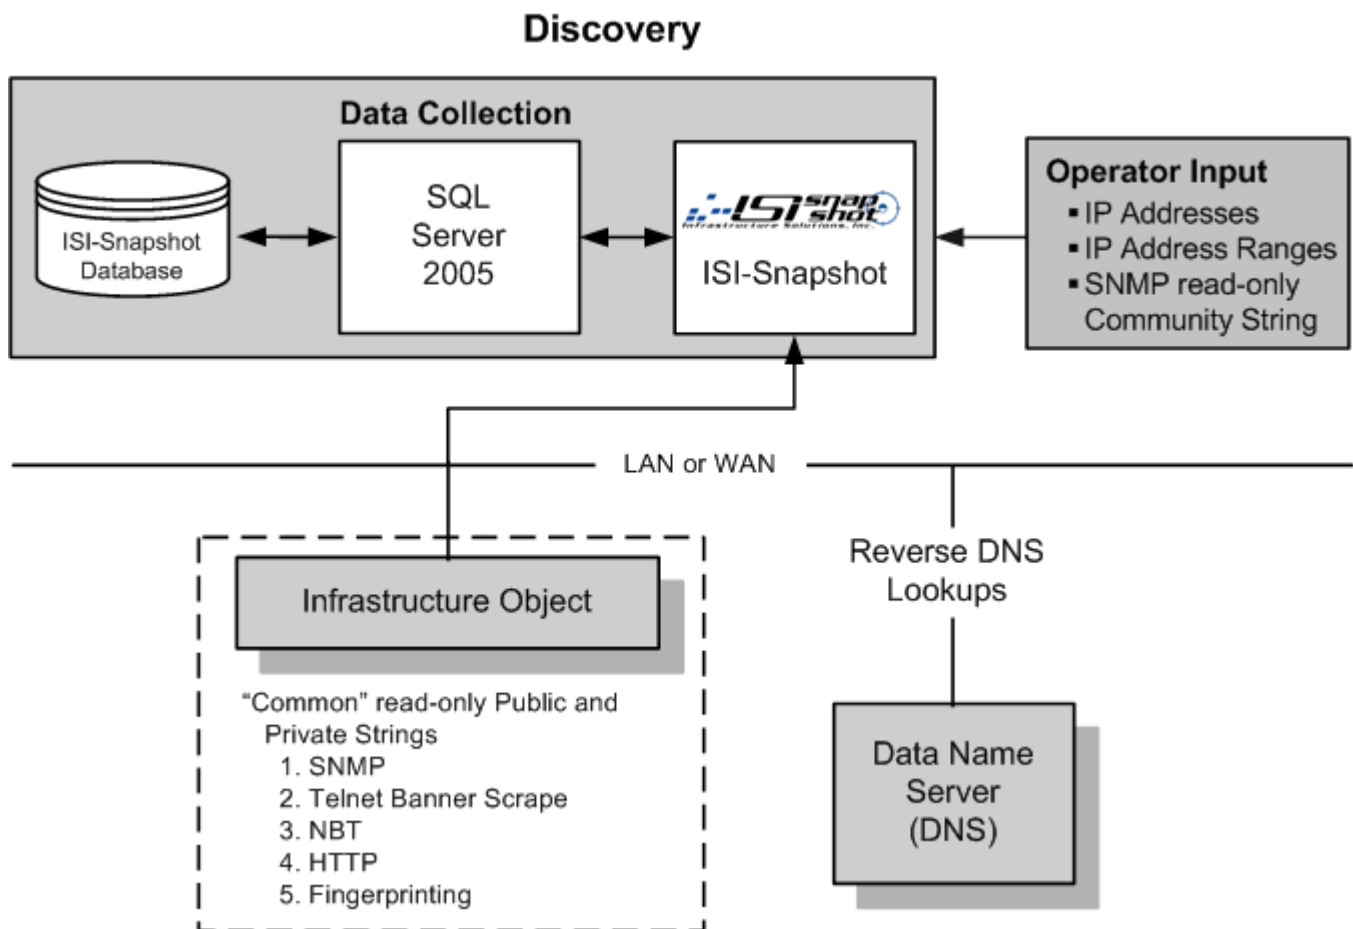 Discovery
Data Collection
ISI-Snapshot
Database
SQL
Server
2005
ISI snap
shot
Infrastructure Solutions, Inc.
ISI-Snapshot
Operator Input
▪ IP Addresses
▪ IP Address Ranges
▪ SNMP read-only
Community String
LAN or WAN
Infrastructure Object
“Common” read-only Public and
Private Strings
1. SNMP
2. Telnet Banner Scrape
3. NBT
4. HTTP
5. Fingerprinting
Reverse DNS
Lookups
Data Name
Server
(DNS)